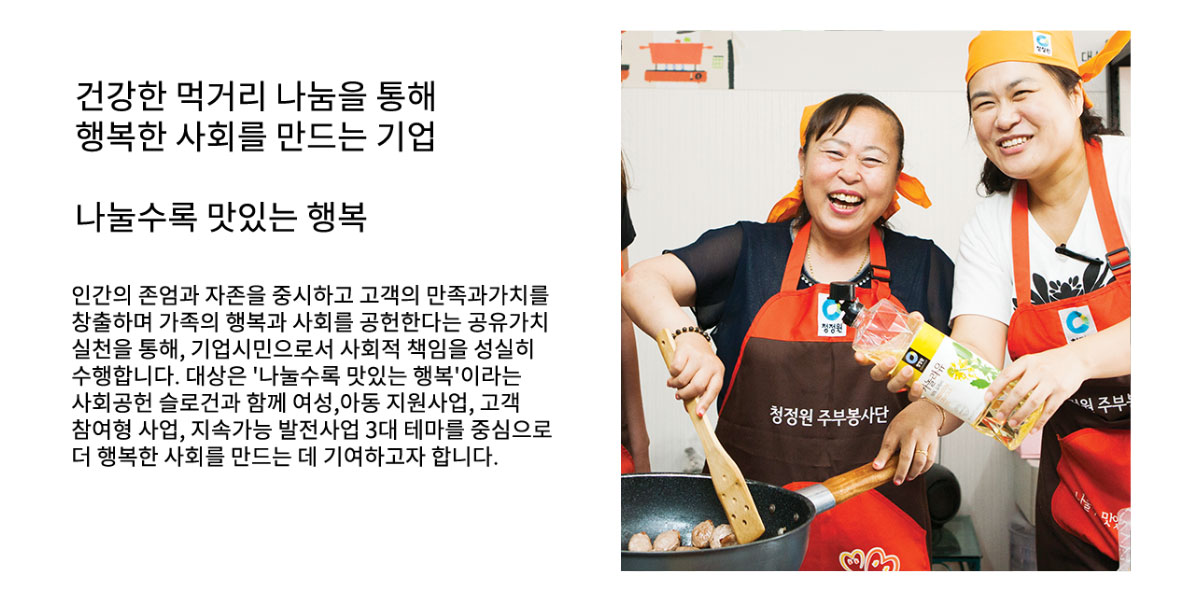 건강한 먹거리 나눔을 통해
행복한 사회를 만드는 기업
나눌수록 맛있는 행복
인간의 존엄과 자존을 중시하고 고객의 만족과가치를
창출하며 가족의 행복과 사회를 공헌한다는 공유가치
실천을 통해, 기업시민으로서 사회적 책임을 성실히
수행합니다. 대상은 '나눌수록 맛있는 행복'이라는
사회공헌 슬로건과 함께 여성,아동 지원사업, 고객
참여형 사업, 지속가능 발전사업 3대 테마를 중심으로
더 행복한 사회를 만드는 데 기여하고자 합니다.
청정원
청정원
카놀라유
청정원 주부봉사단
주부봉